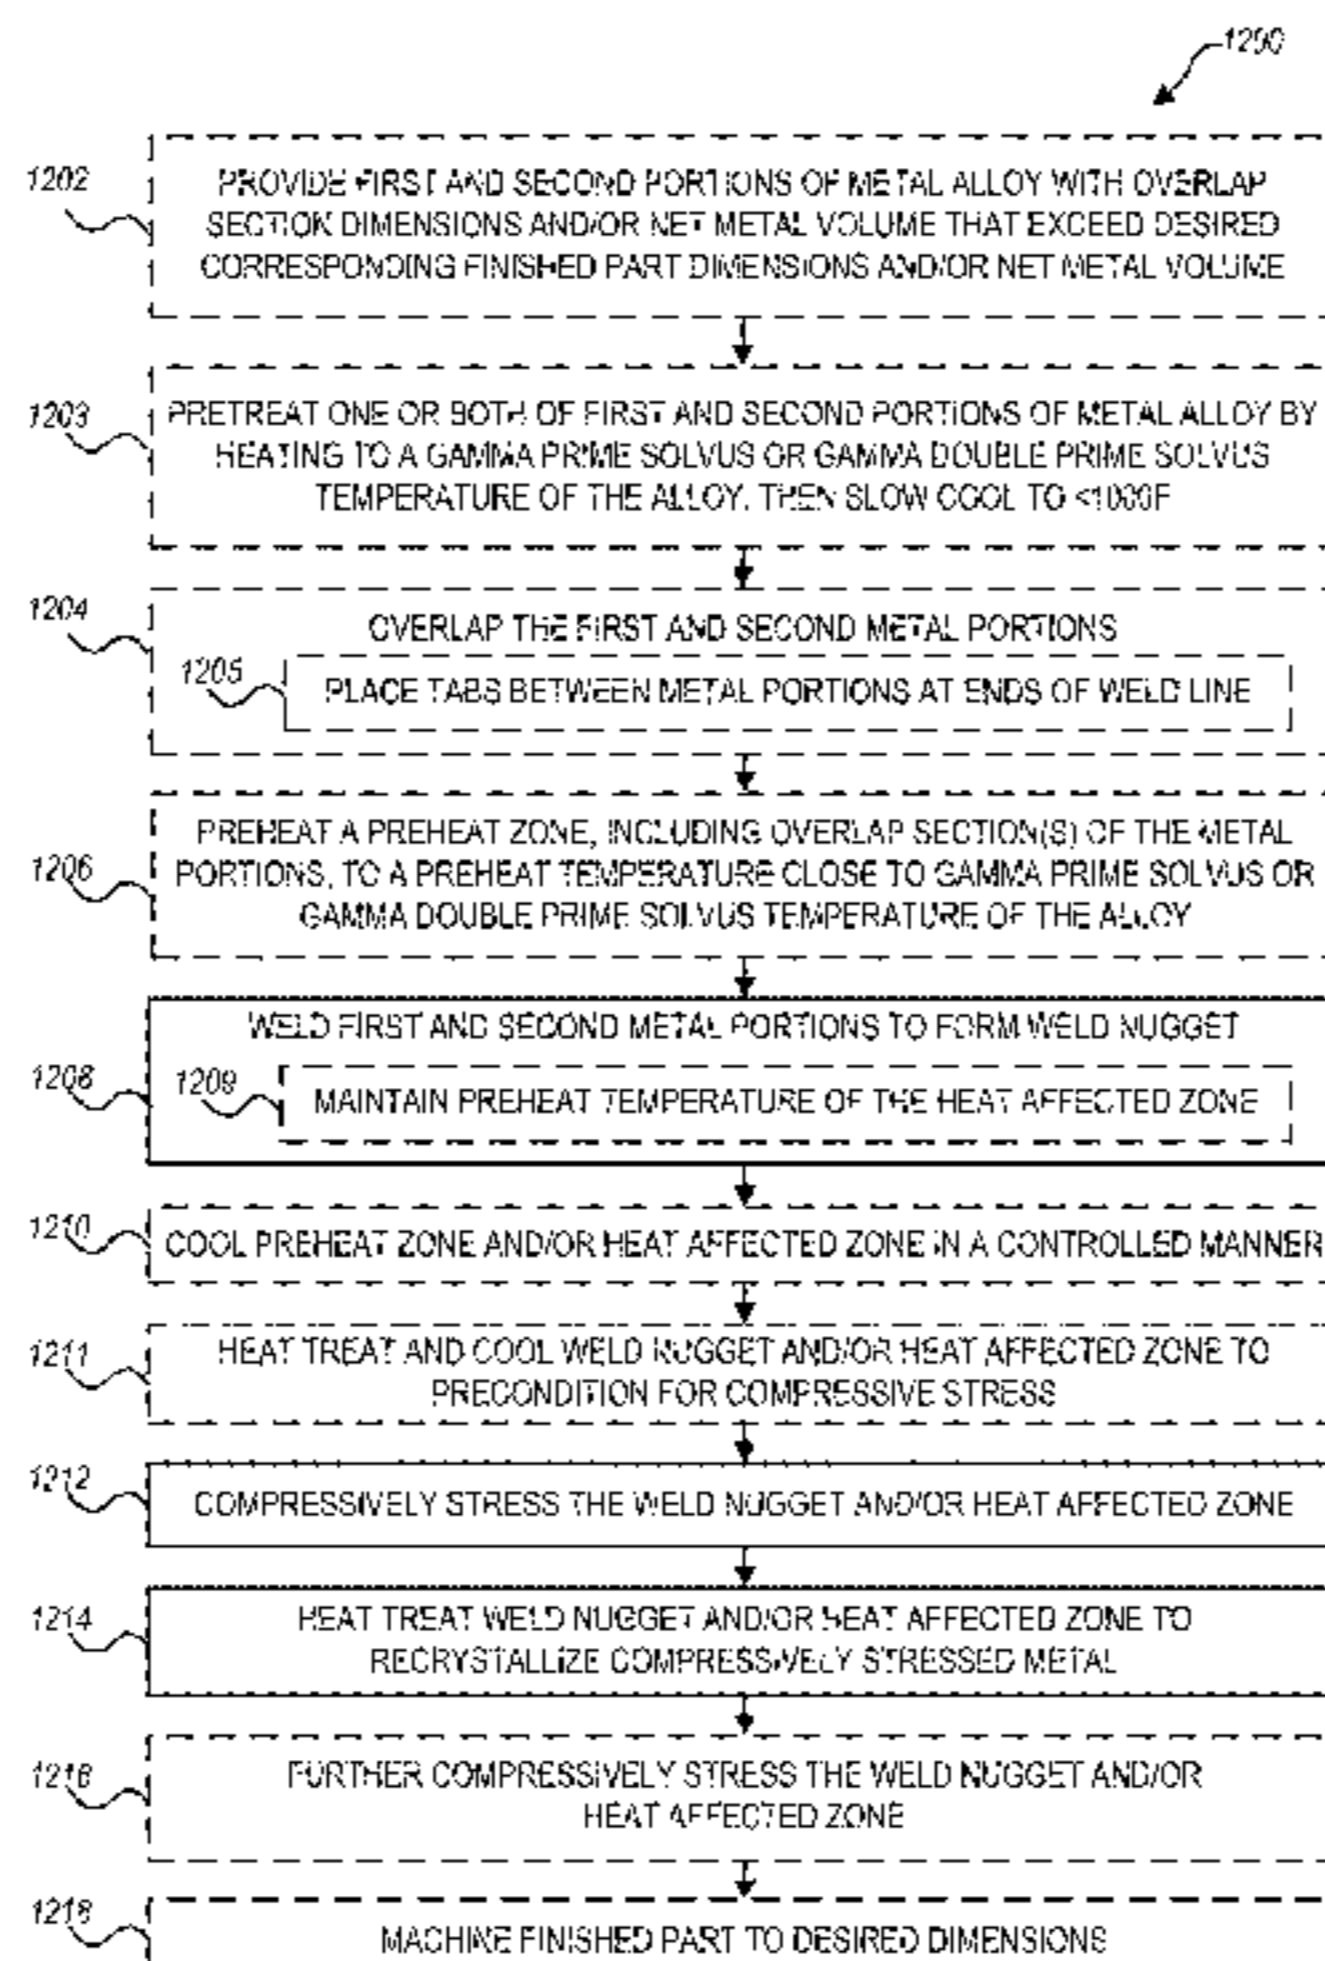 1200
1202
PROVIDE FIRST AND SECOND PORTIONS OF METAL ALLOY WITH OVERLAP
SECTION DIMENSIONS AND/OR NET METAL VOLUME THAT EXCEED DESIRED
CORRESPONDING FINISHED PART DIMENSIONS AND/OR NET METAL VOLUME
1203
PRETREAT ONE OR BOTH OF FIRST AND SECOND PORTIONS OF METAL ALLOY BY
HEATING TO A GAMMA PRIME SOLVUS OR GAMMA DOUBLE PRIME SOLVUS
TEMPERATURE OF THE ALLOY, THEN SLOW COOL TO <1000F
1204
OVERLAP THE FIRST AND SECOND METAL PORTIONS
1205
PLACE TABS BETWEEN METAL PORTIONS AT ENDS OF WELD LINE
1206
PREHEAT A PREHEAT ZONE, INCLUDING OVERLAP SECTION(S) OF THE METAL
PORTIONS, TO A PREHEAT TEMPERATURE CLOSE TO GAMMA PRIME SOLVUS OR
GAMMA DOUBLE PRIME SOLVUS TEMPERATURE OF THE ALLOY
1208
WELD FIRST AND SECOND METAL PORTIONS TO FORM WELD NUGGET
1209
MAINTAIN PREHEAT TEMPERATURE OF THE HEAT AFFECTED ZONE
1210
COOL PREHEAT ZONE AND/OR HEAT AFFECTED ZONE IN A CONTROLLED MANNER
1211
HEAT TREAT AND COOL WELD NUGGET AND/OR HEAT AFFECTED ZONE TO
PRECONDITION FOR COMPRESSIVE STRESS
1212
COMPRESSIVELY STRESS THE WELD NUGGET AND/OR HEAT AFFECTED ZONE
1214
HEAT TREAT WELD NUGGET AND/OR HEAT AFFECTED ZONE TO
RECRYSTALLIZE COMPRESSIVELY STRESSED METAL
1216
FURTHER COMPRESSIVELY STRESS THE WELD NUGGET AND/OR
HEAT AFFECTED ZONE
1218
MACHINE FINISHED PART TO DESIRED DIMENSIONS